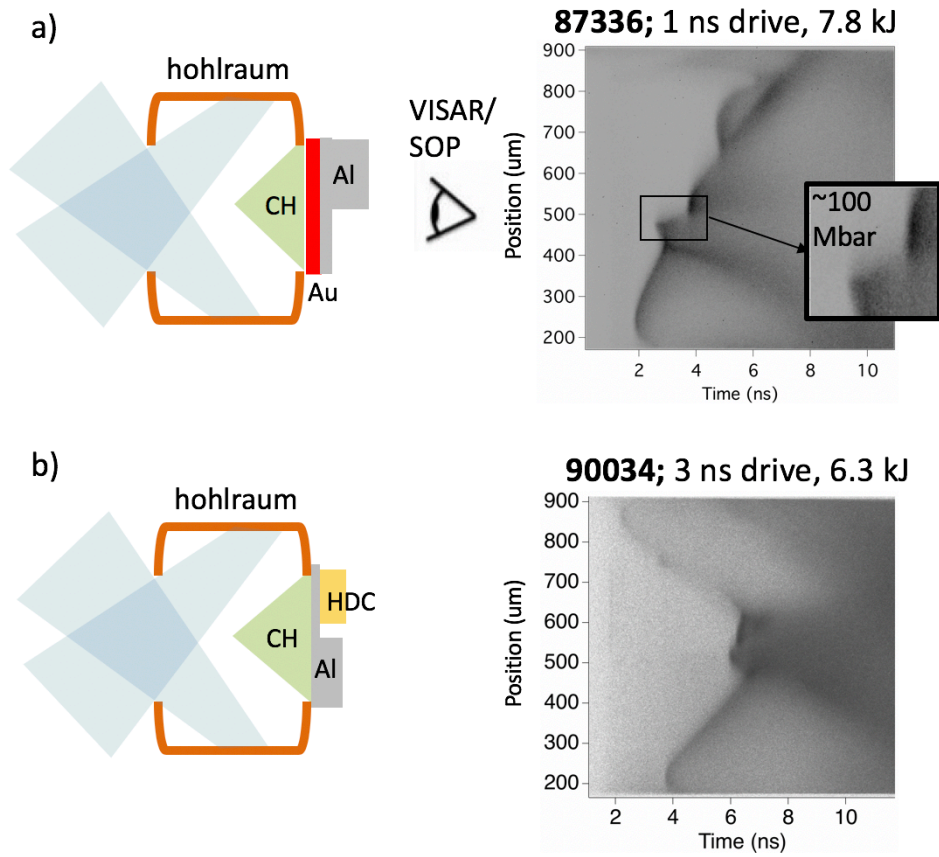 a)
hohlraum
CH
Au
Al
VISAR/
SOP
87336; 1 ns drive, 7.8 kJ
Position (um)
900
800
700
600
500
400
300
200
2 4 6 8 10
Time (ns)
~100
Mbar
b)
hohlraum
CH
HDC
Al
90034; 3 ns drive, 6.3 kJ
Position (um)
900
800
700
600
500
400
300
200
2 4 6 8 10
Time (ns)